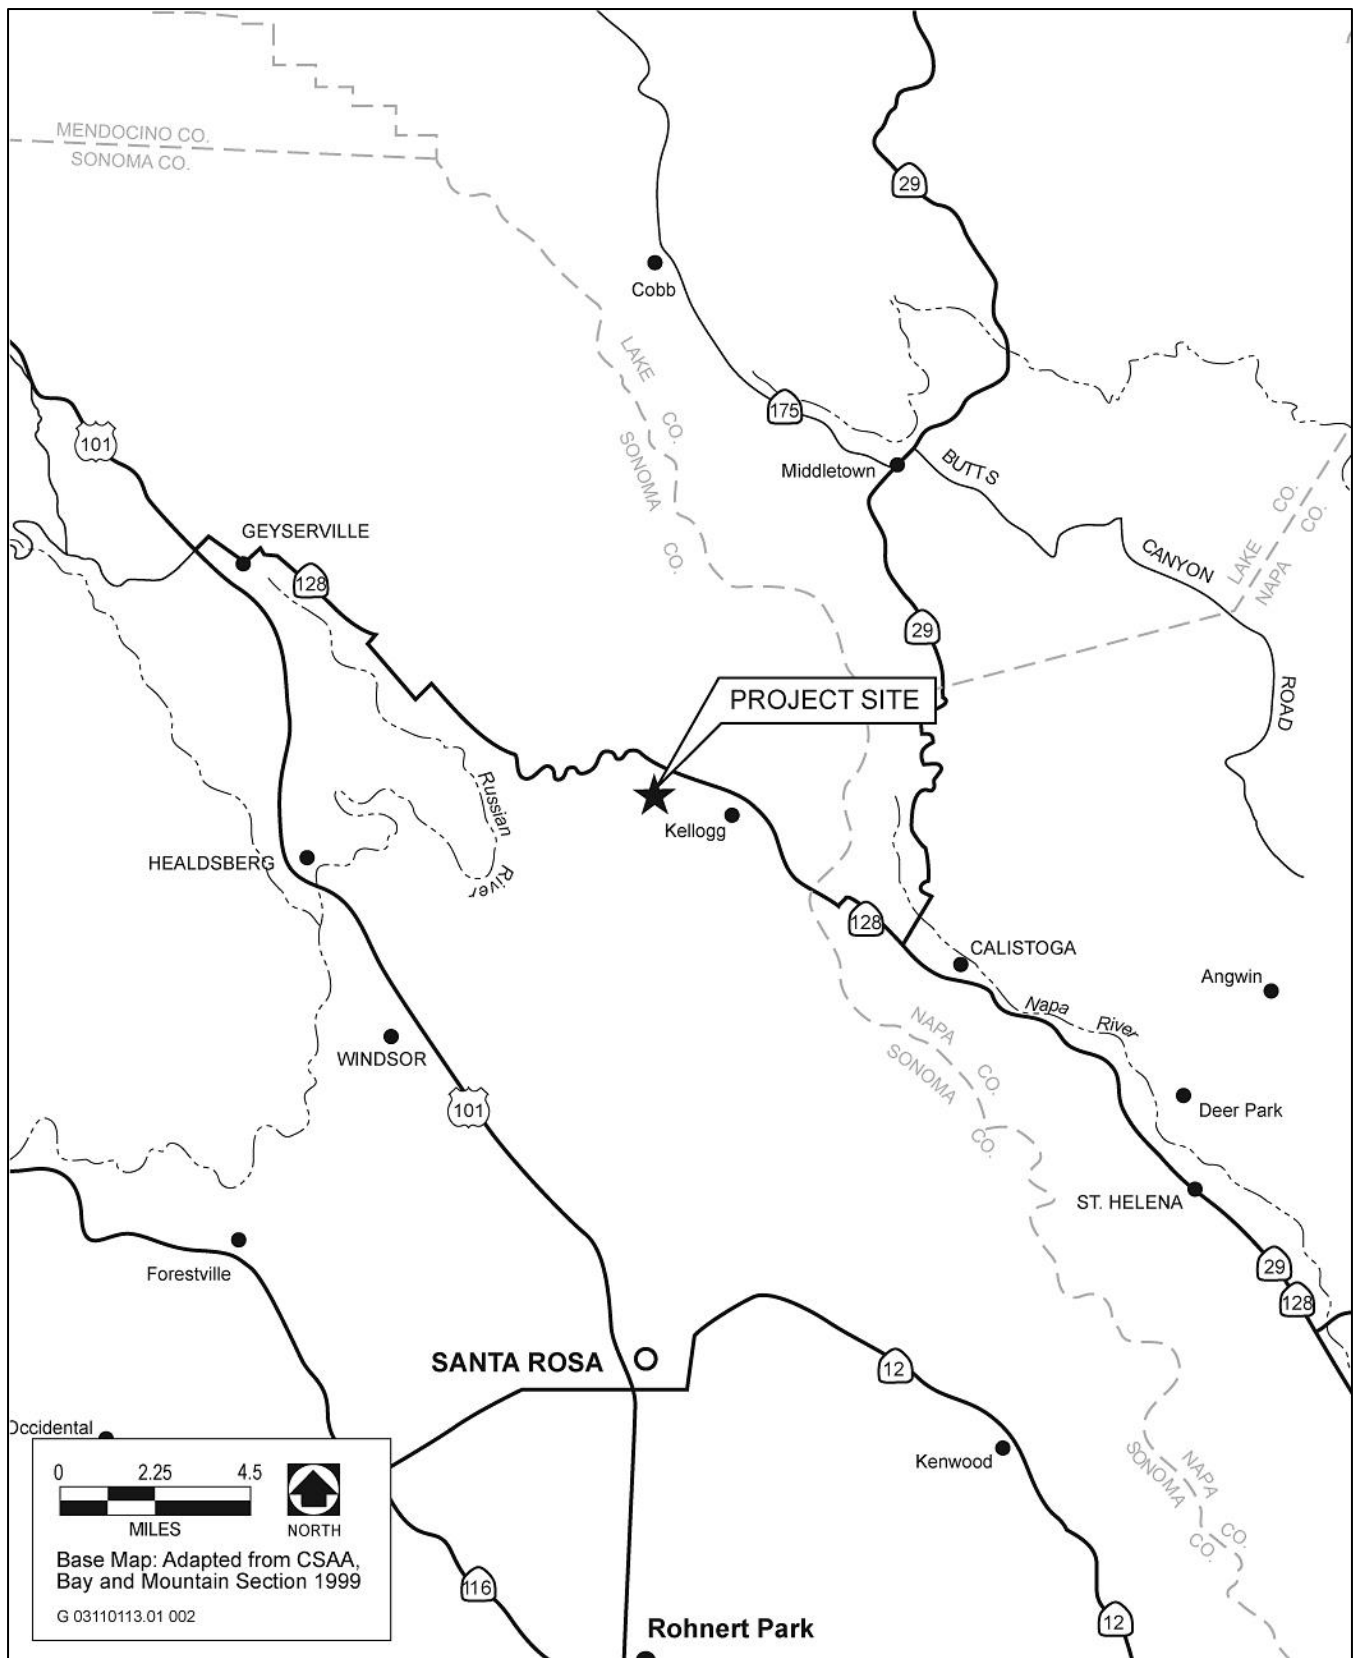 MENDOCINO CO.
SONOMA CO.
29
Cobb
LAKE CO.
SONOMA CO.
175
101
Middletown
BUTTS
CANYON
ROAD
LAKE CO.
NAPA CO.
GEYSERVILLE
128
29
PROJECT SITE
Russian
River
Kellogg
HEALDSBERG
128
CALISTOGA
Angwin
Napa River
NAPA CO.
SONOMA CO.
WINDSOR
101
Deer Park
ST. HELENA
Forestville
29
128
SANTA ROSA
12
Occidental
Kenwood
NAPA CO.
SONOMA CO.
0 2.25 4.5
MILES
NORTH
Base Map: Adapted from CSAA,
Bay and Mountain Section 1999
G 03110113.01 002
116
12
Rohnert Park